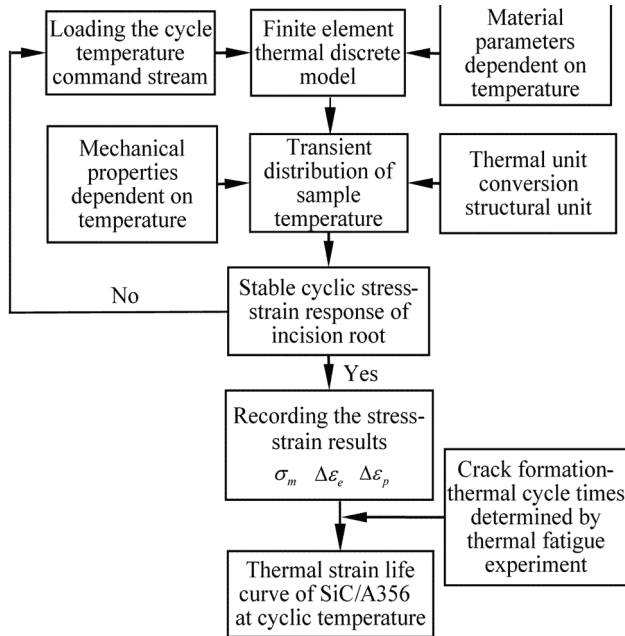 Loading the cycle
temperature
command stream
Finite element
thermal discrete
model
Material
parameters
dependent on
temperature
Mechanical
properties
dependent on
temperature
Transient
distribution of
sample
temperature
Thermal unit
conversion
structural unit
No
Stable cyclic stress-
strain response of
incision root
Yes
Recording the stress-
strain results
σm Δεe Δεp
Crack formation-
thermal cycle times
determined by
thermal fatigue
experiment
Thermal strain life
curve of SiC/A356
at cyclic temperature